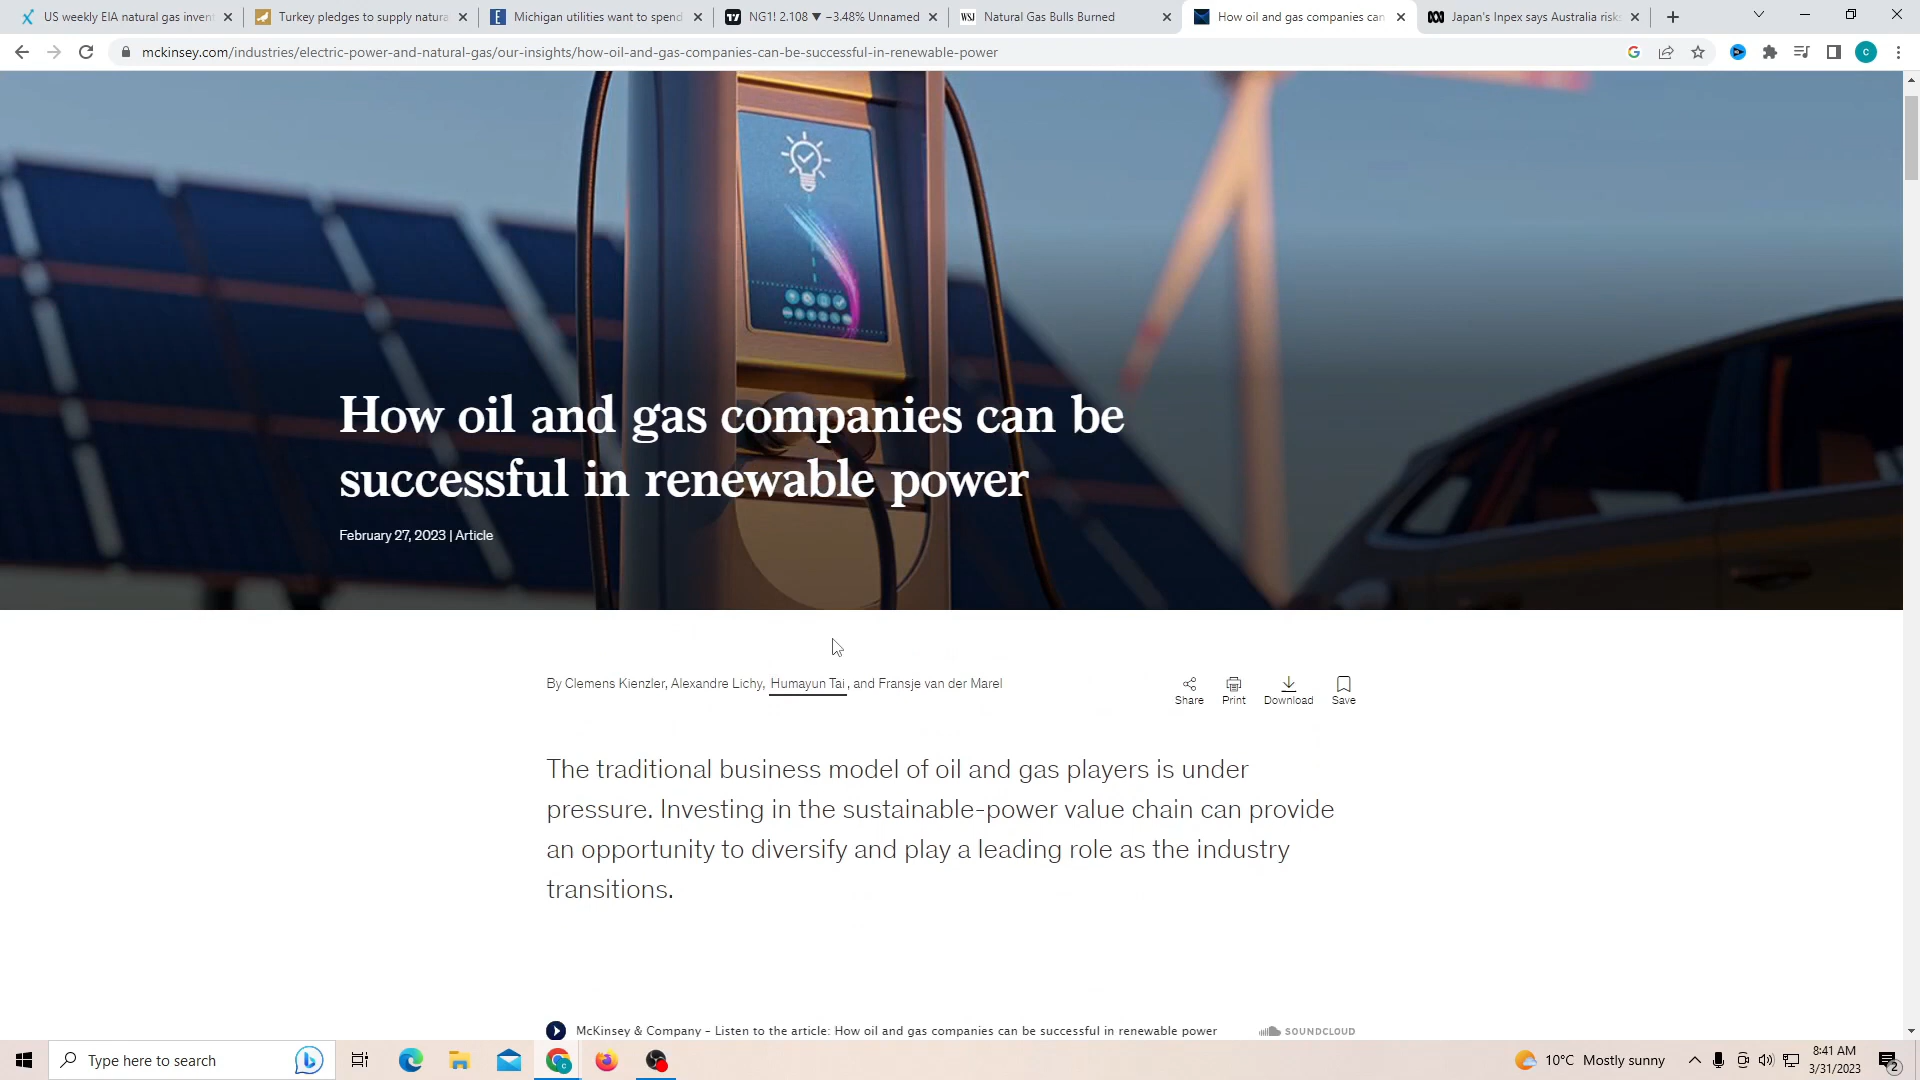 US weekly EIA natural gas inven
Turkey pledges to supply natura
Michigan utilities want to spend
NG1! 2.108 ▼ −3.48% Unnamed
WSJ
Natural Gas Bulls Burned
How oil and gas companies can
Japan's Inpex says Australia risks
mckinsey.com/industries/electric-power-and-natural-gas/our-insights/how-oil-and-gas-companies-can-be-successful-in-renewable-power
How oil and gas companies can be
successful in renewable power
February 27, 2023 | Article
By Clemens Kienzler, Alexandre Lichy, Humayun Tai, and Fransje van der Marel
Share
Print
Download
Save
The traditional business model of oil and gas players is under
pressure. Investing in the sustainable-power value chain can provide
an opportunity to diversify and play a leading role as the industry
transitions.
McKinsey & Company - Listen to the article: How oil and gas companies can be successful in renewable power
SOUNDCLOUD
Type here to search
10°C Mostly sunny
8:41 AM
3/31/2023
2